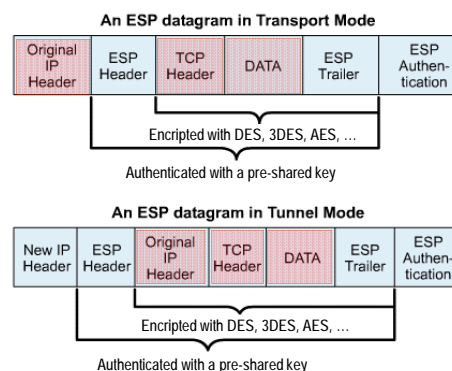 An ESP datagram in Transport Mode
Original IP Header
ESP Header
TCP Header
DATA
ESP Trailer
ESP Authen-tication
Encripted with DES, 3DES, AES, …
Authenticated with a pre-shared key
An ESP datagram in Tunnel Mode
New IP Header
ESP Header
Original IP Header
TCP Header
DATA
ESP Trailer
ESP Authen-tication
Encripted with DES, 3DES, AES, …
Authenticated with a pre-shared key